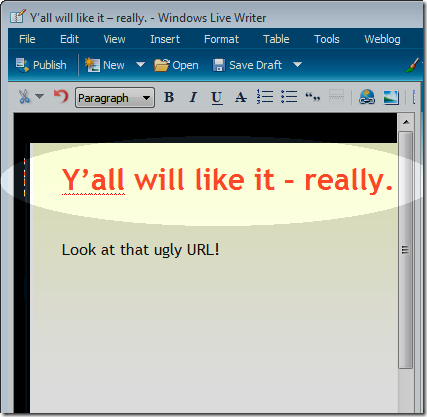 Y'all will like it – really. - Windows Live Writer
File Edit View Insert Format Table Tools Weblog
Publish New Open Save Draft
Paragraph B I U A
Y'all will like it – really.
Look at that ugly URL!